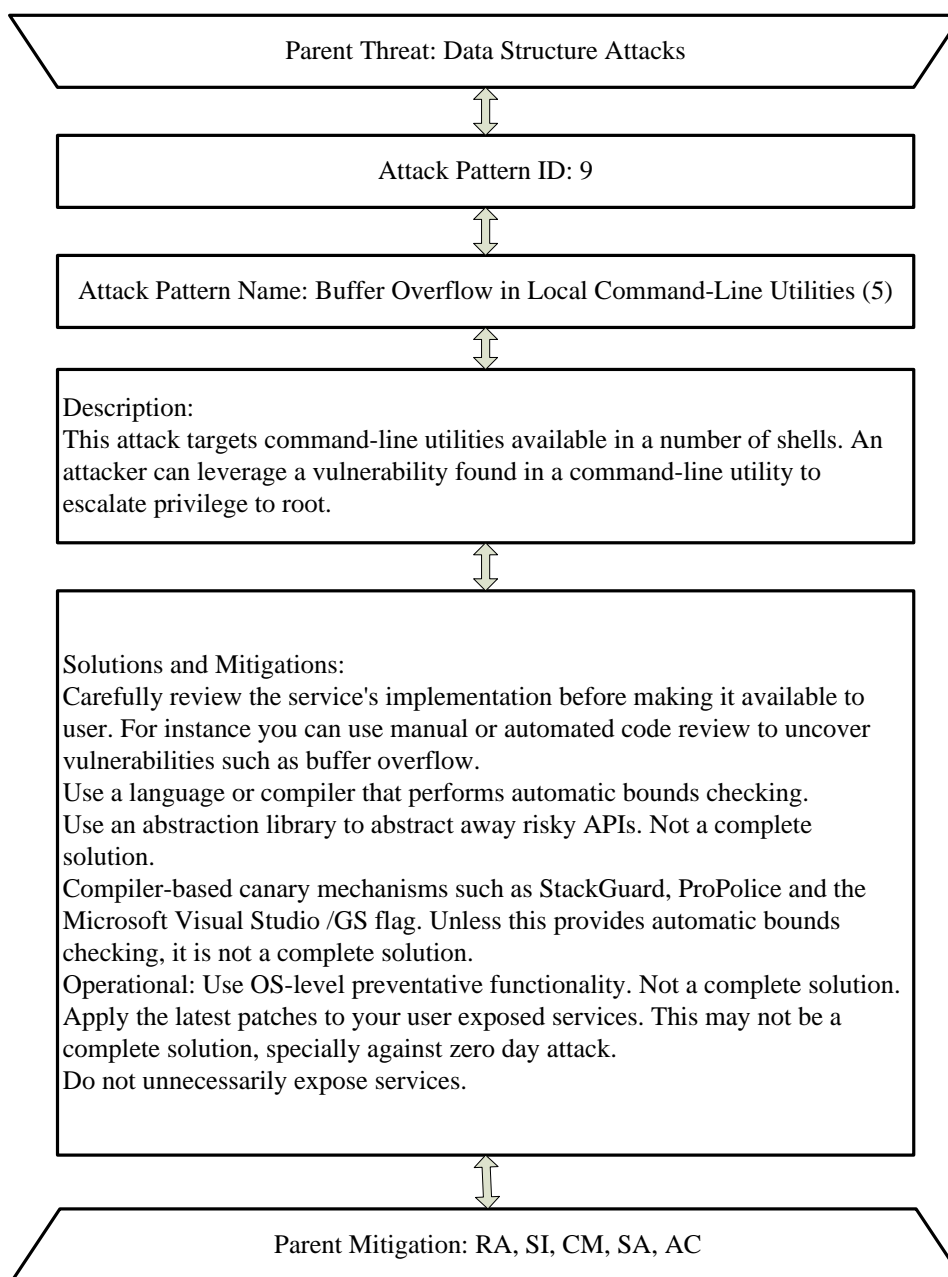 Parent Threat: Data Structure Attacks
Attack Pattern ID: 9
Attack Pattern Name: Buffer Overflow in Local Command-Line Utilities (5)
Description:
This attack targets command-line utilities available in a number of shells. An
attacker can leverage a vulnerability found in a command-line utility to
escalate privilege to root.
Solutions and Mitigations:
Carefully review the service's implementation before making it available to
user. For instance you can use manual or automated code review to uncover
vulnerabilities such as buffer overflow.
Use a language or compiler that performs automatic bounds checking.
Use an abstraction library to abstract away risky APIs. Not a complete
solution.
Compiler-based canary mechanisms such as StackGuard, ProPolice and the
Microsoft Visual Studio /GS flag. Unless this provides automatic bounds
checking, it is not a complete solution.
Operational: Use OS-level preventative functionality. Not a complete solution.
Apply the latest patches to your user exposed services. This may not be a
complete solution, specially against zero day attack.
Do not unnecessarily expose services.
Parent Mitigation: RA, SI, CM, SA, AC